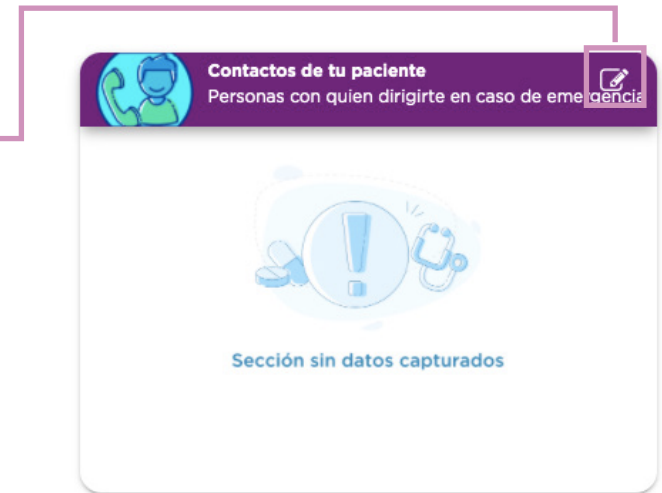 Contactos de tu paciente
Personas con quien dirigirte en caso de emergencia
Sección sin datos capturados